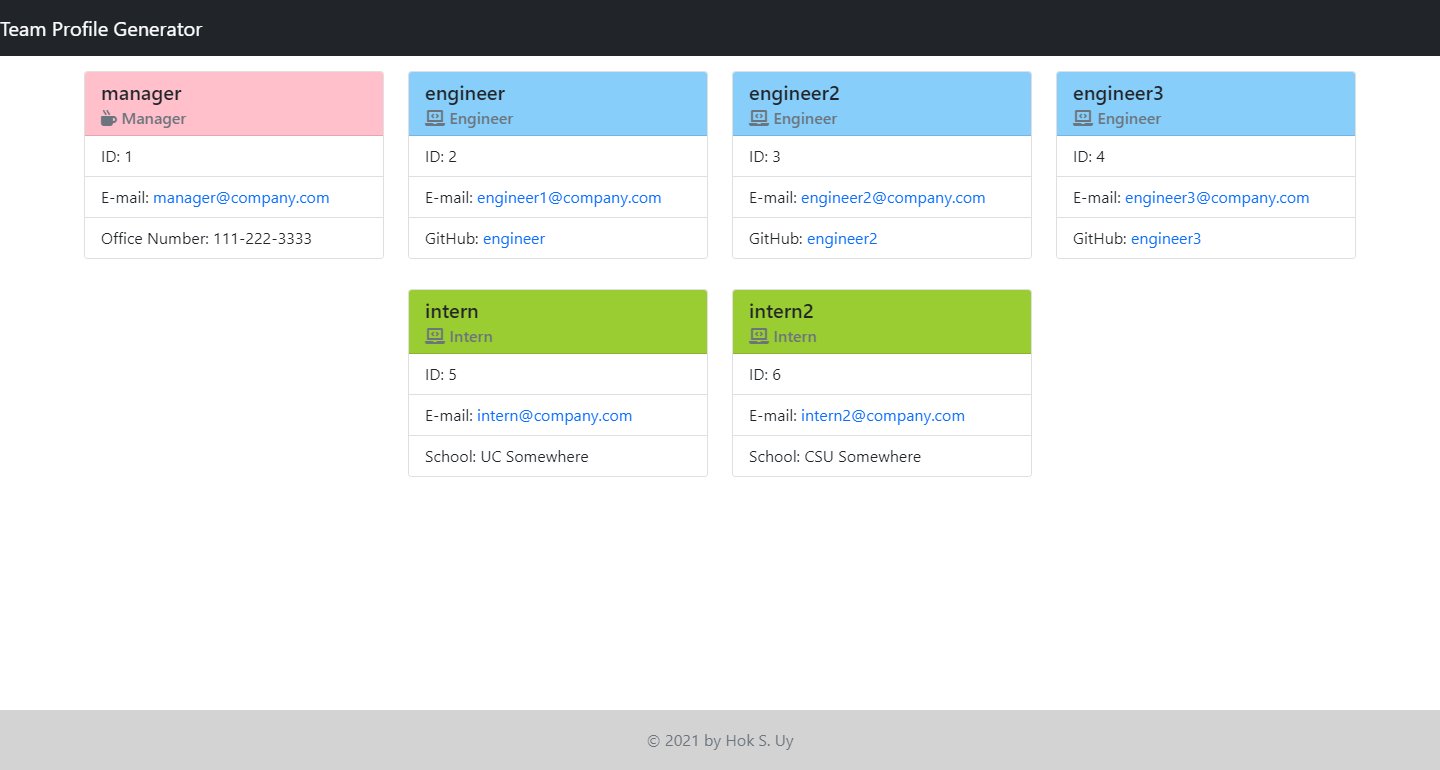 Team Profile Generator
manager
Manager
ID: 1
E-mail: manager@company.com
Office Number: 111-222-3333
engineer
Engineer
ID: 2
E-mail: engineer1@company.com
GitHub: engineer
engineer2
Engineer
ID: 3
E-mail: engineer2@company.com
GitHub: engineer2
engineer3
Engineer
ID: 4
E-mail: engineer3@company.com
GitHub: engineer3
intern
Intern
ID: 5
E-mail: intern@company.com
School: UC Somewhere
intern2
Intern
ID: 6
E-mail: intern2@company.com
School: CSU Somewhere
© 2021 by Hok S. Uy